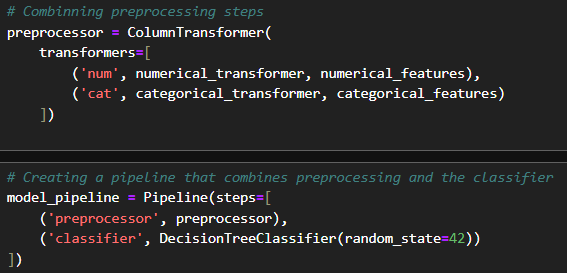 # Combinning preprocessing steps
preprocessor = ColumnTransformer(
    transformers=[
        ('num', numerical_transformer, numerical_features),
        ('cat', categorical_transformer, categorical_features)
    ])
# Creating a pipeline that combines preprocessing and the classifier
model_pipeline = Pipeline(steps=[
    ('preprocessor', preprocessor),
    ('classifier', DecisionTreeClassifier(random_state=42))
])